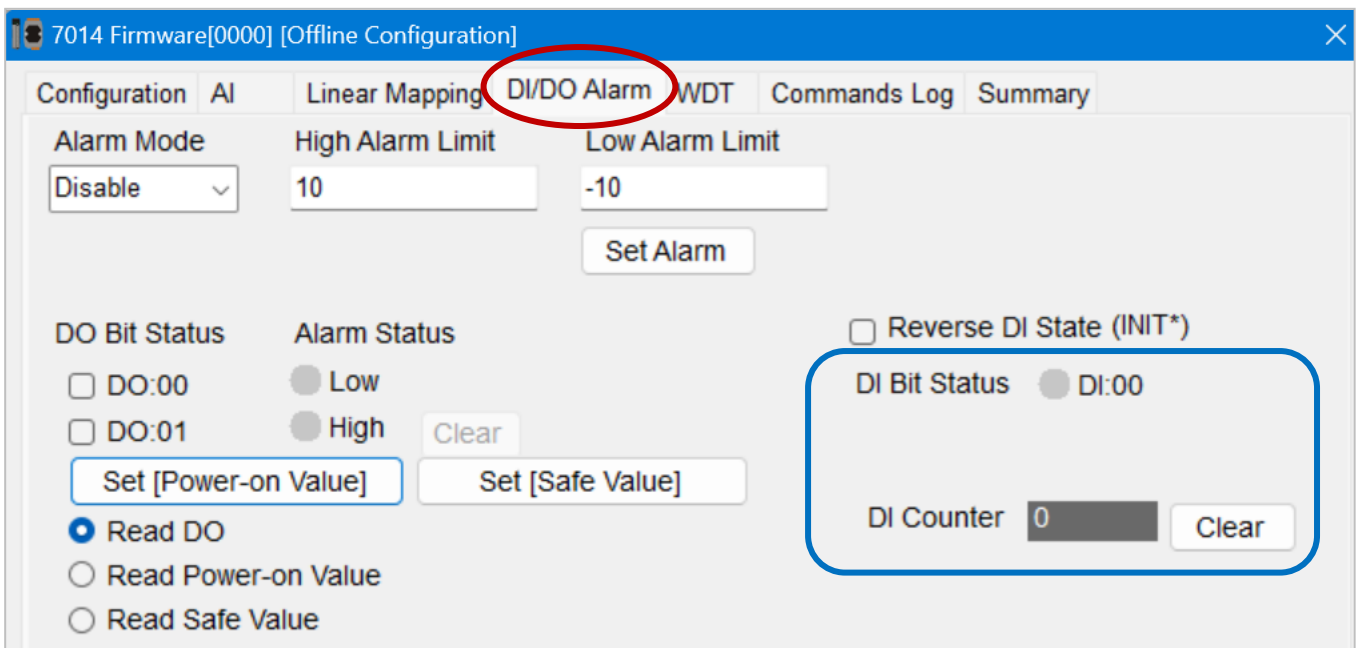 7014 Firmware[0000] [Offline Configuration]
Configuration AI Linear Mapping DI/DO Alarm WDT Commands Log Summary
Alarm Mode High Alarm Limit Low Alarm Limit
Disable 10 -10
Set Alarm
DO Bit Status Alarm Status Reverse DI State (INIT*)
DO:00 Low DI Bit Status DI:00
DO:01 High Clear
Set [Power-on Value] Set [Safe Value]
Read DO DI Counter 0 Clear
Read Power-on Value
Read Safe Value